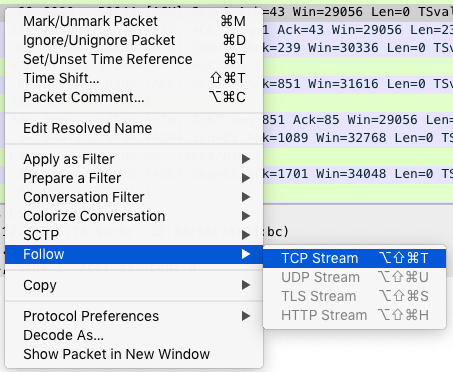 [ACK] Seq=1 Ack=43 Win=29056 Len=0 TSval
Mark/Unmark Packet ⌘M
1 Ack=43 Win=29056 Len=23
Ignore/Unignore Packet ⌘D
=239 Win=30336 Len=0 TSv
Set/Unset Time Reference ⌘T
Time Shift... ⇧⌘T
=851 Win=31616 Len=0 TSv
Packet Comment... ⌥⌘C
851 Ack=85 Win=29056 Len=
Edit Resolved Name
=1089 Win=32768 Len=0 TS
Apply as Filter
Prepare a Filter
=1701 Win=34048 Len=0 TS
Conversation Filter
Colorize Conversation
SCTP
:bc)
Follow
TCP Stream ⌥⇧⌘T
UDP Stream ⌥⇧⌘U
Copy
TLS Stream ⌥⇧⌘S
Protocol Preferences
HTTP Stream ⌥⇧⌘H
Decode As...
Show Packet in New Window